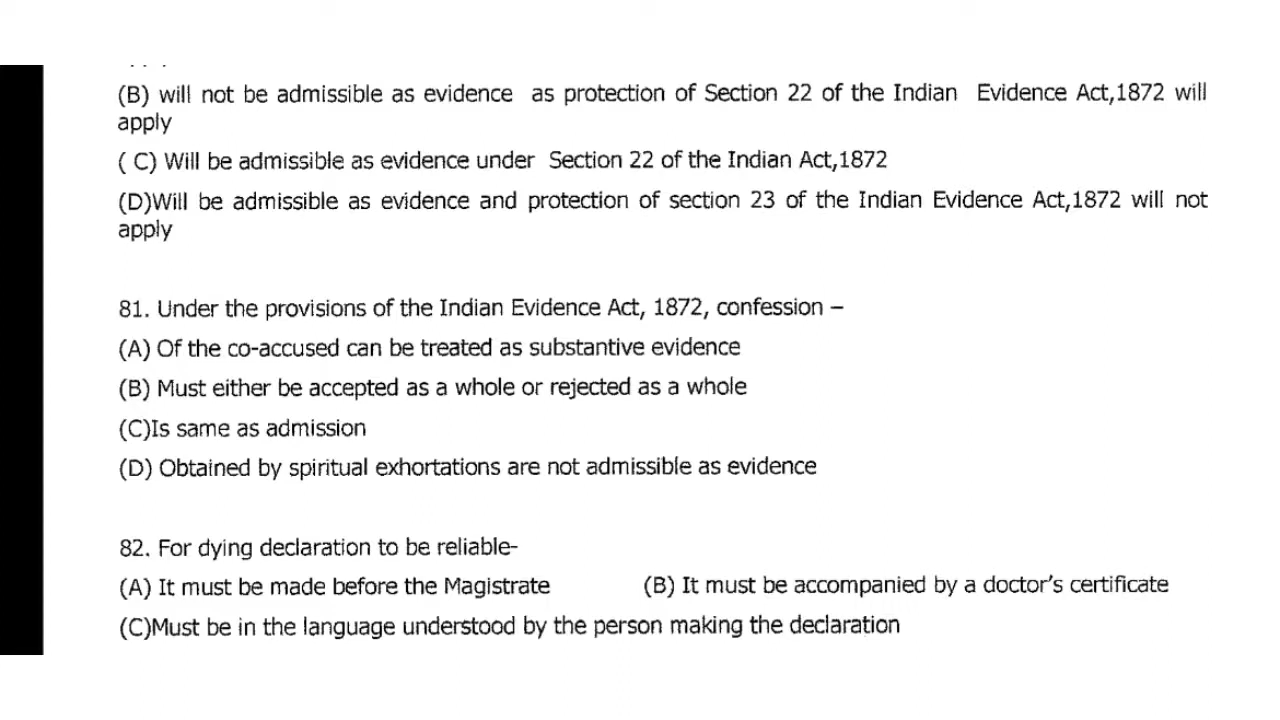 (B) will not be admissible as evidence as protection of Section 22 of the Indian Evidence Act,1872 will
apply
( C) Will be admissible as evidence under Section 22 of the Indian Act,1872
(D)Will be admissible as evidence and protection of section 23 of the Indian Evidence Act,1872 will not
apply
81. Under the provisions of the Indian Evidence Act, 1872, confession –
(A) Of the co-accused can be treated as substantive evidence
(B) Must either be accepted as a whole or rejected as a whole
(C)Is same as admission
(D) Obtained by spiritual exhortations are not admissible as evidence
82. For dying declaration to be reliable-
(A) It must be made before the Magistrate (B) It must be accompanied by a doctor's certificate
(C)Must be in the language understood by the person making the declaration